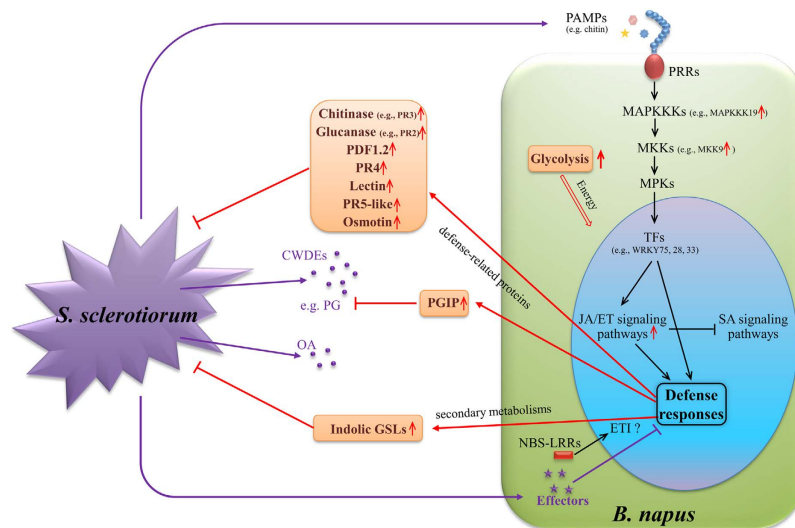 PAMPs
(e.g. chitin)
PRRs
MAPKKKs (e.g., MAPKKK19)
MKKs (e.g., MKK9)
MPKs
Glycolysis
Energy
TFs
(e.g., WRKY75, 28, 33)
JA/ET signaling
pathways
SA signaling
pathways
Defense
responses
Chitinase (e.g., PR3)
Glucanase (e.g., PR2)
PDF1.2
PR4
Lectin
PR5-like
Osmotin
defense-related proteins
CWDEs
e.g. PG
PGIP
S. sclerotiorum
OA
Indolic GSLs
secondary metabolisms
ETI ?
NBS-LRRs
Effectors
B. napus